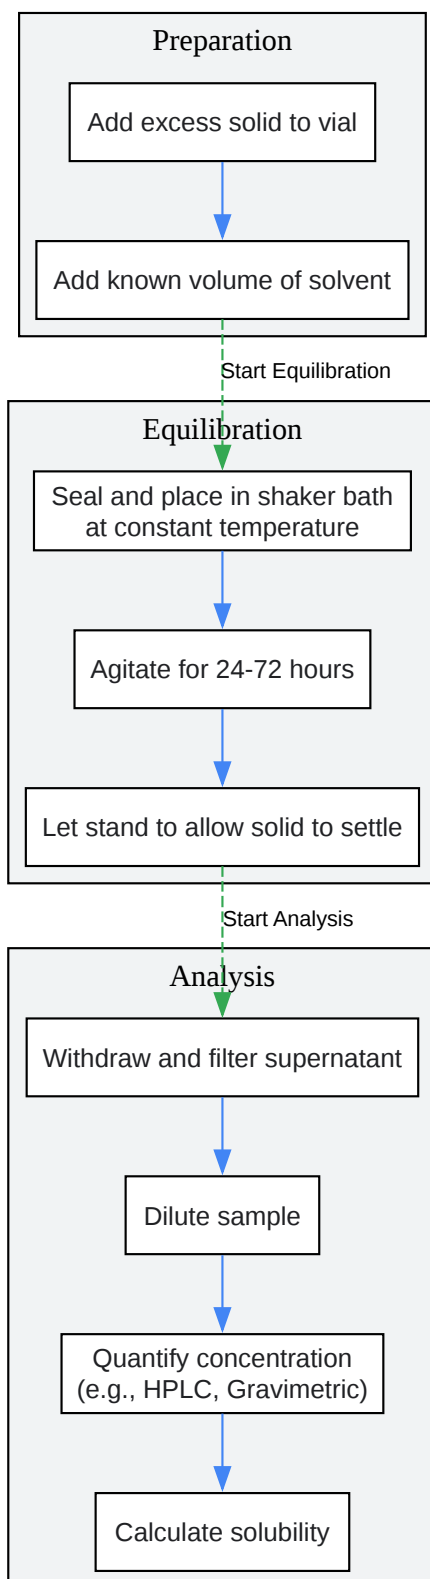 Preparation
Add excess solid to vial
Add known volume of solvent
Start Equilibration
Equilibration
Seal and place in shaker bath
at constant temperature
Agitate for 24-72 hours
Let stand to allow solid to settle
Start Analysis
Analysis
Withdraw and filter supernatant
Dilute sample
Quantify concentration
(e.g., HPLC, Gravimetric)
Calculate solubility